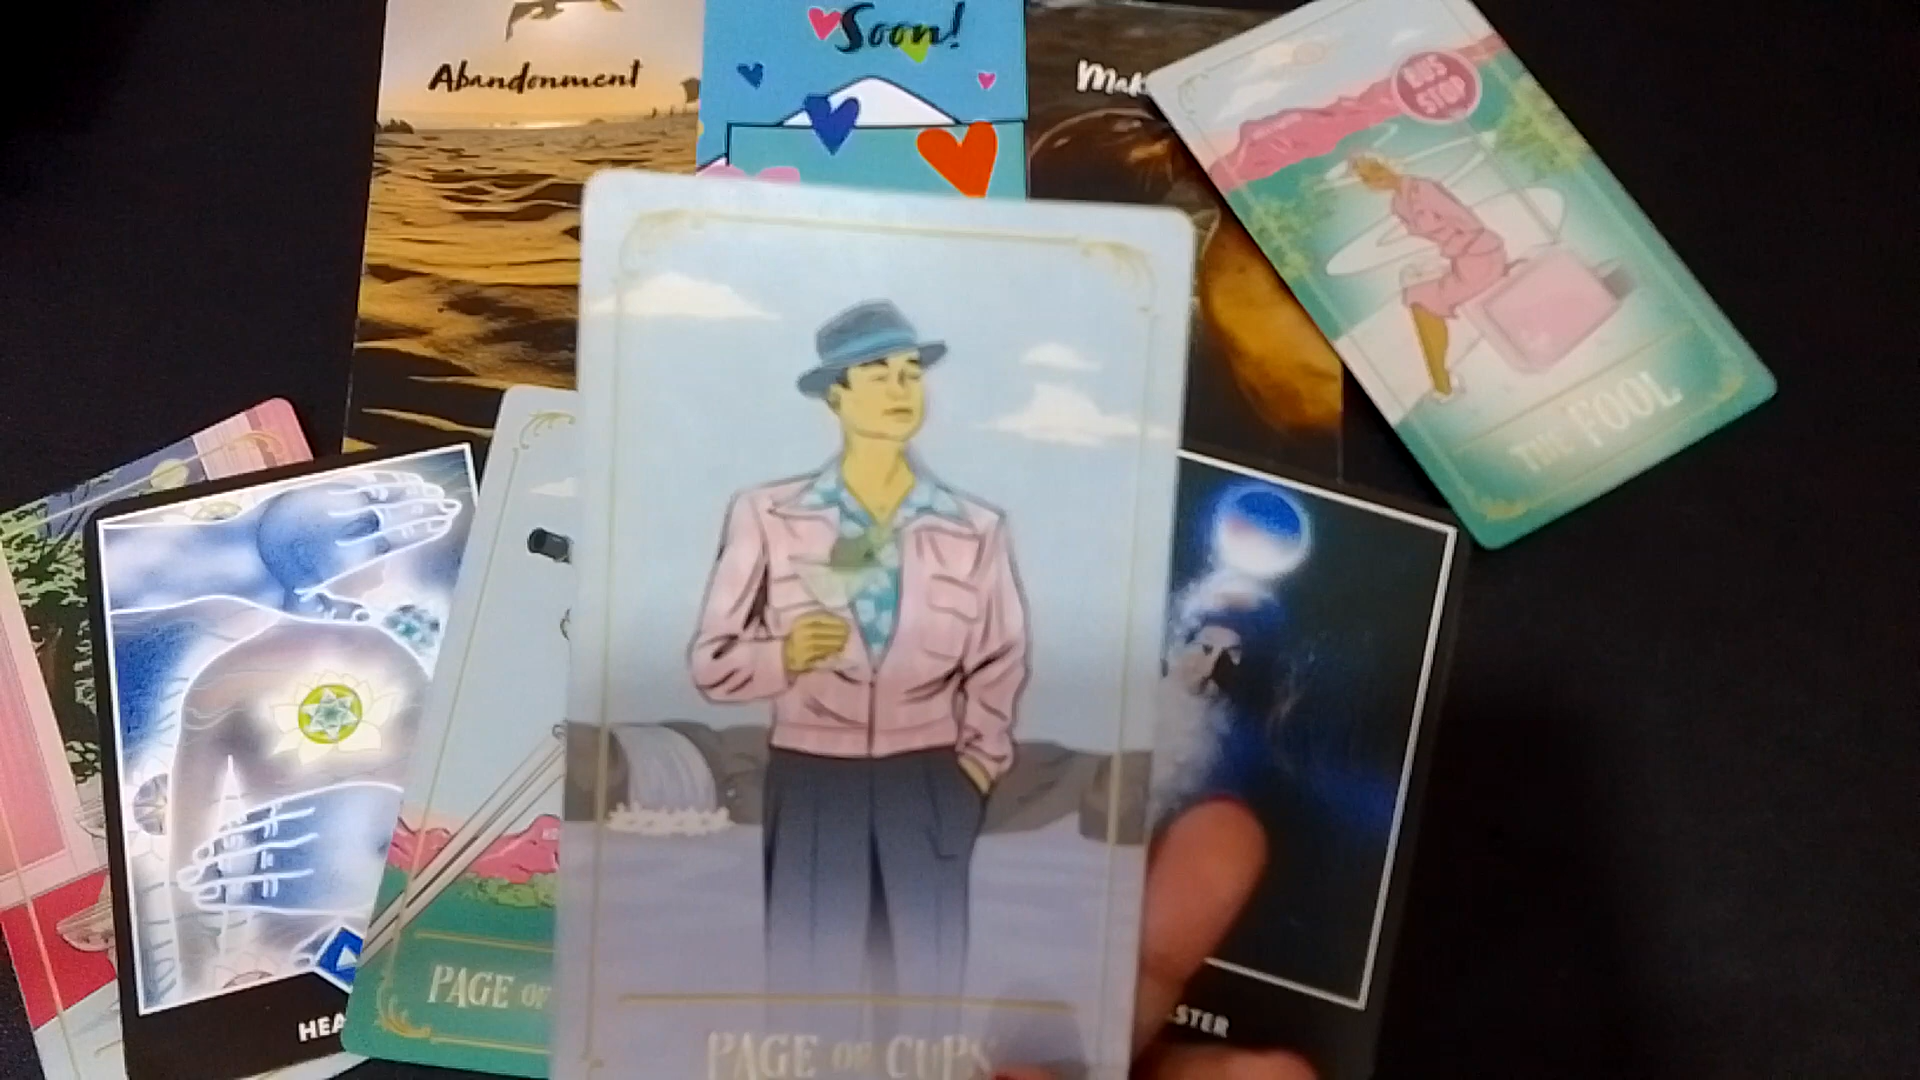 Abandonment
Soon!
Mak
BUS
STOP
THE FOOL
HEA
PAGE OF
PAGE OF CUPS
STER